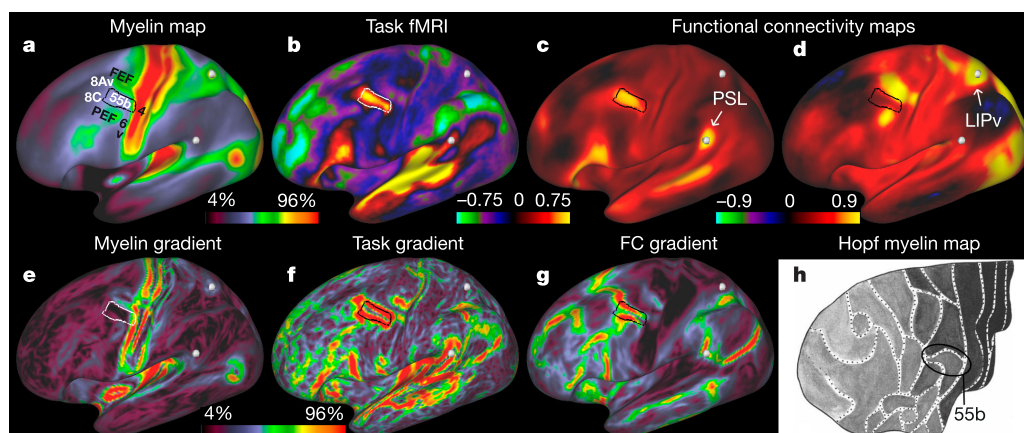 Myelin map
Task fMRI
Functional connectivity maps
a
b
c
d
FEF
8Av
8C
55b
4
PEF
6
v
PSL
LIPv
4%
96%
−0.75
0
0.75
−0.9
0
0.9
Myelin gradient
Task gradient
FC gradient
Hopf myelin map
e
f
g
h
4%
96%
55b